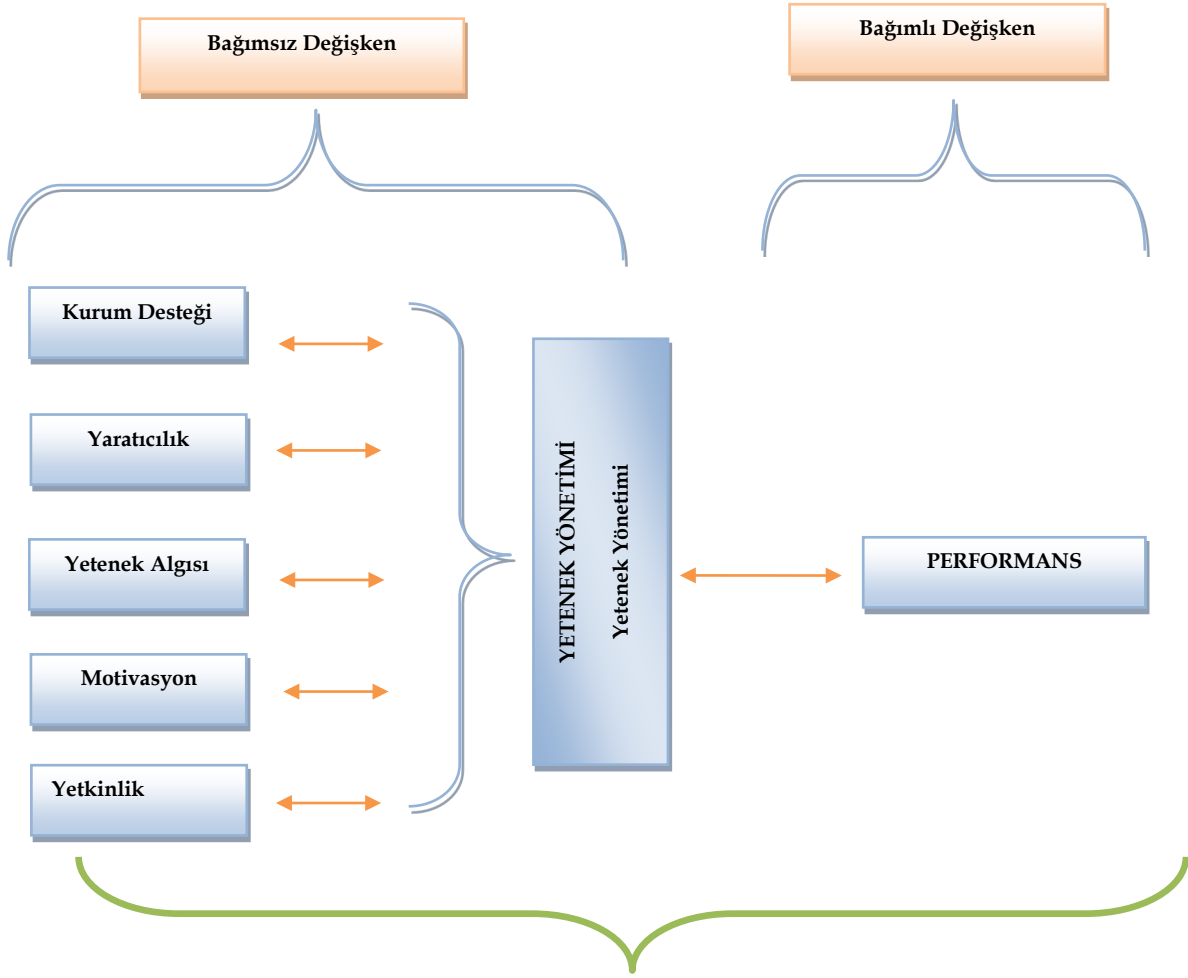 Bağımsız Değişken
Bağımlı Değişken
Kurum Desteği
Yaratıcılık
Yetenek Algısı
Motivasyon
Yetkinlik
YETENEK YÖNETİMİ
Yetenek Yönetimi
PERFORMANS